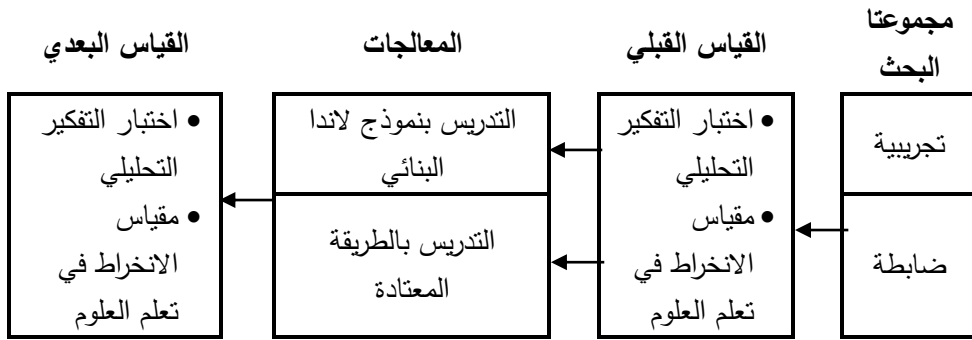 مجموعتا
البحث
القياس القبلي
المعالجات
القياس البعدي
تجريبية
ضابطة
• اختبار التفكير
التحليلي
• مقياس
الانخراط في
تعلم العلوم
التدريس بنموذج لاندا
البنائي
التدريس بالطريقة
المعتادة
• اختبار التفكير
التحليلي
• مقياس
الانخراط في
تعلم العلوم